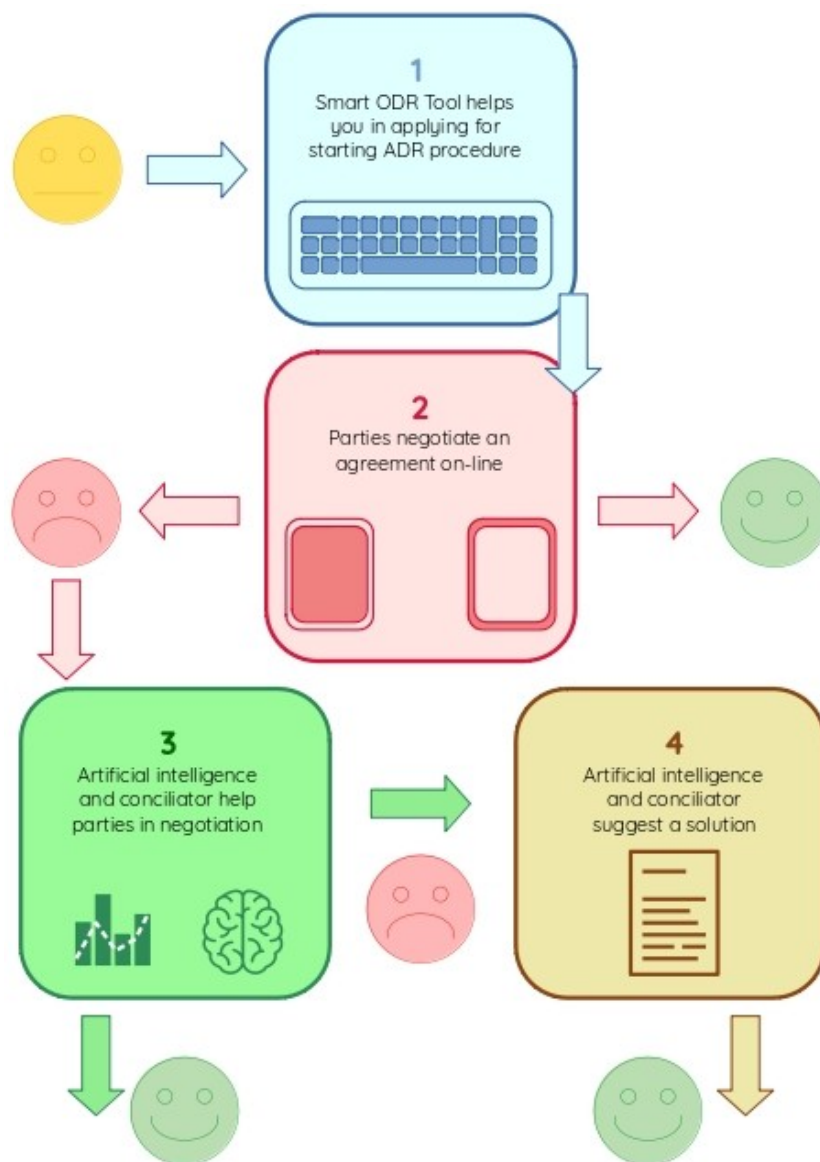 1
Smart ODR Tool helps
you in applying for
starting ADR procedure
2
Parties negotiate an
agreement on-line
3
Artificial intelligence
and conciliator help
parties in negotiation
4
Artificial intelligence
and conciliator
suggest a solution